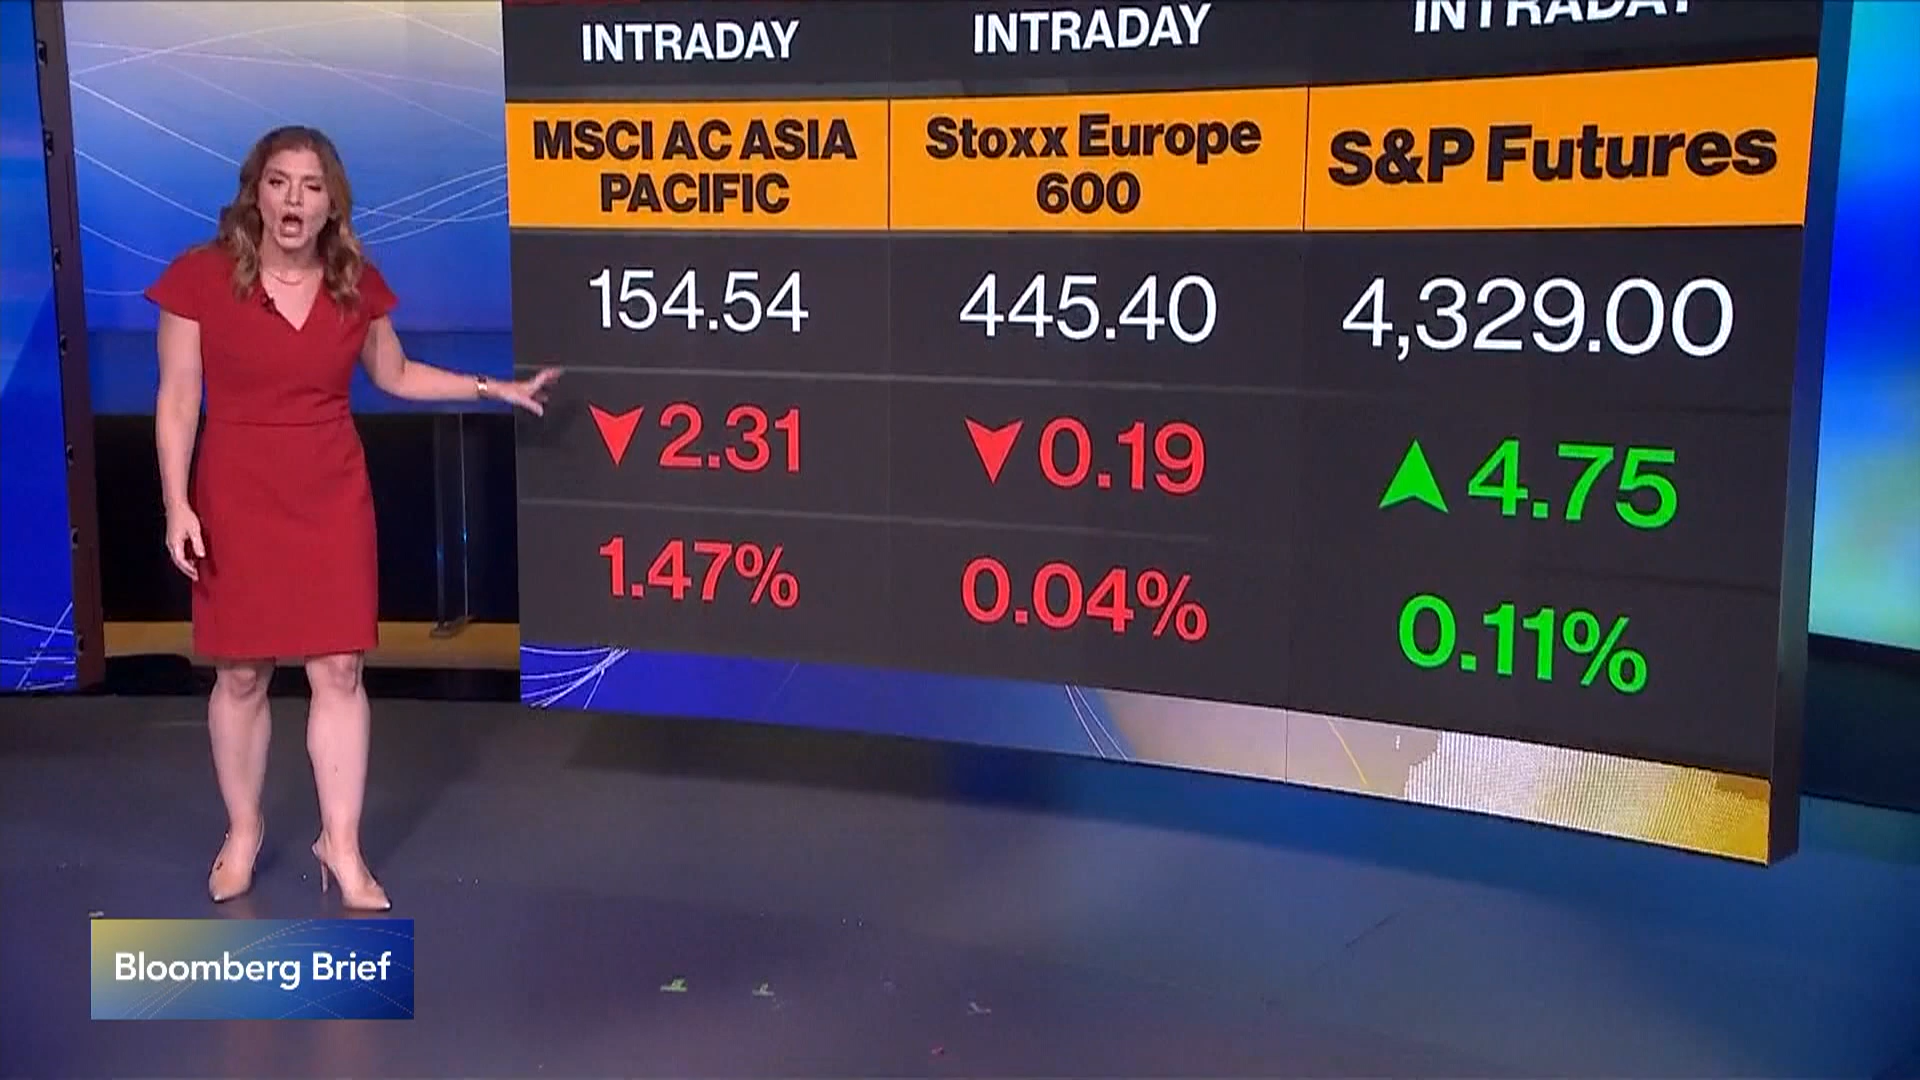 INTRADAY
INTRADAY
INTRADAY
MSCI AC ASIA
PACIFIC
Stoxx Europe
600
S&P Futures
154.54
445.40
4,329.00
2.31
0.19
4.75
1.47%
0.04%
0.11%
Bloomberg Brief